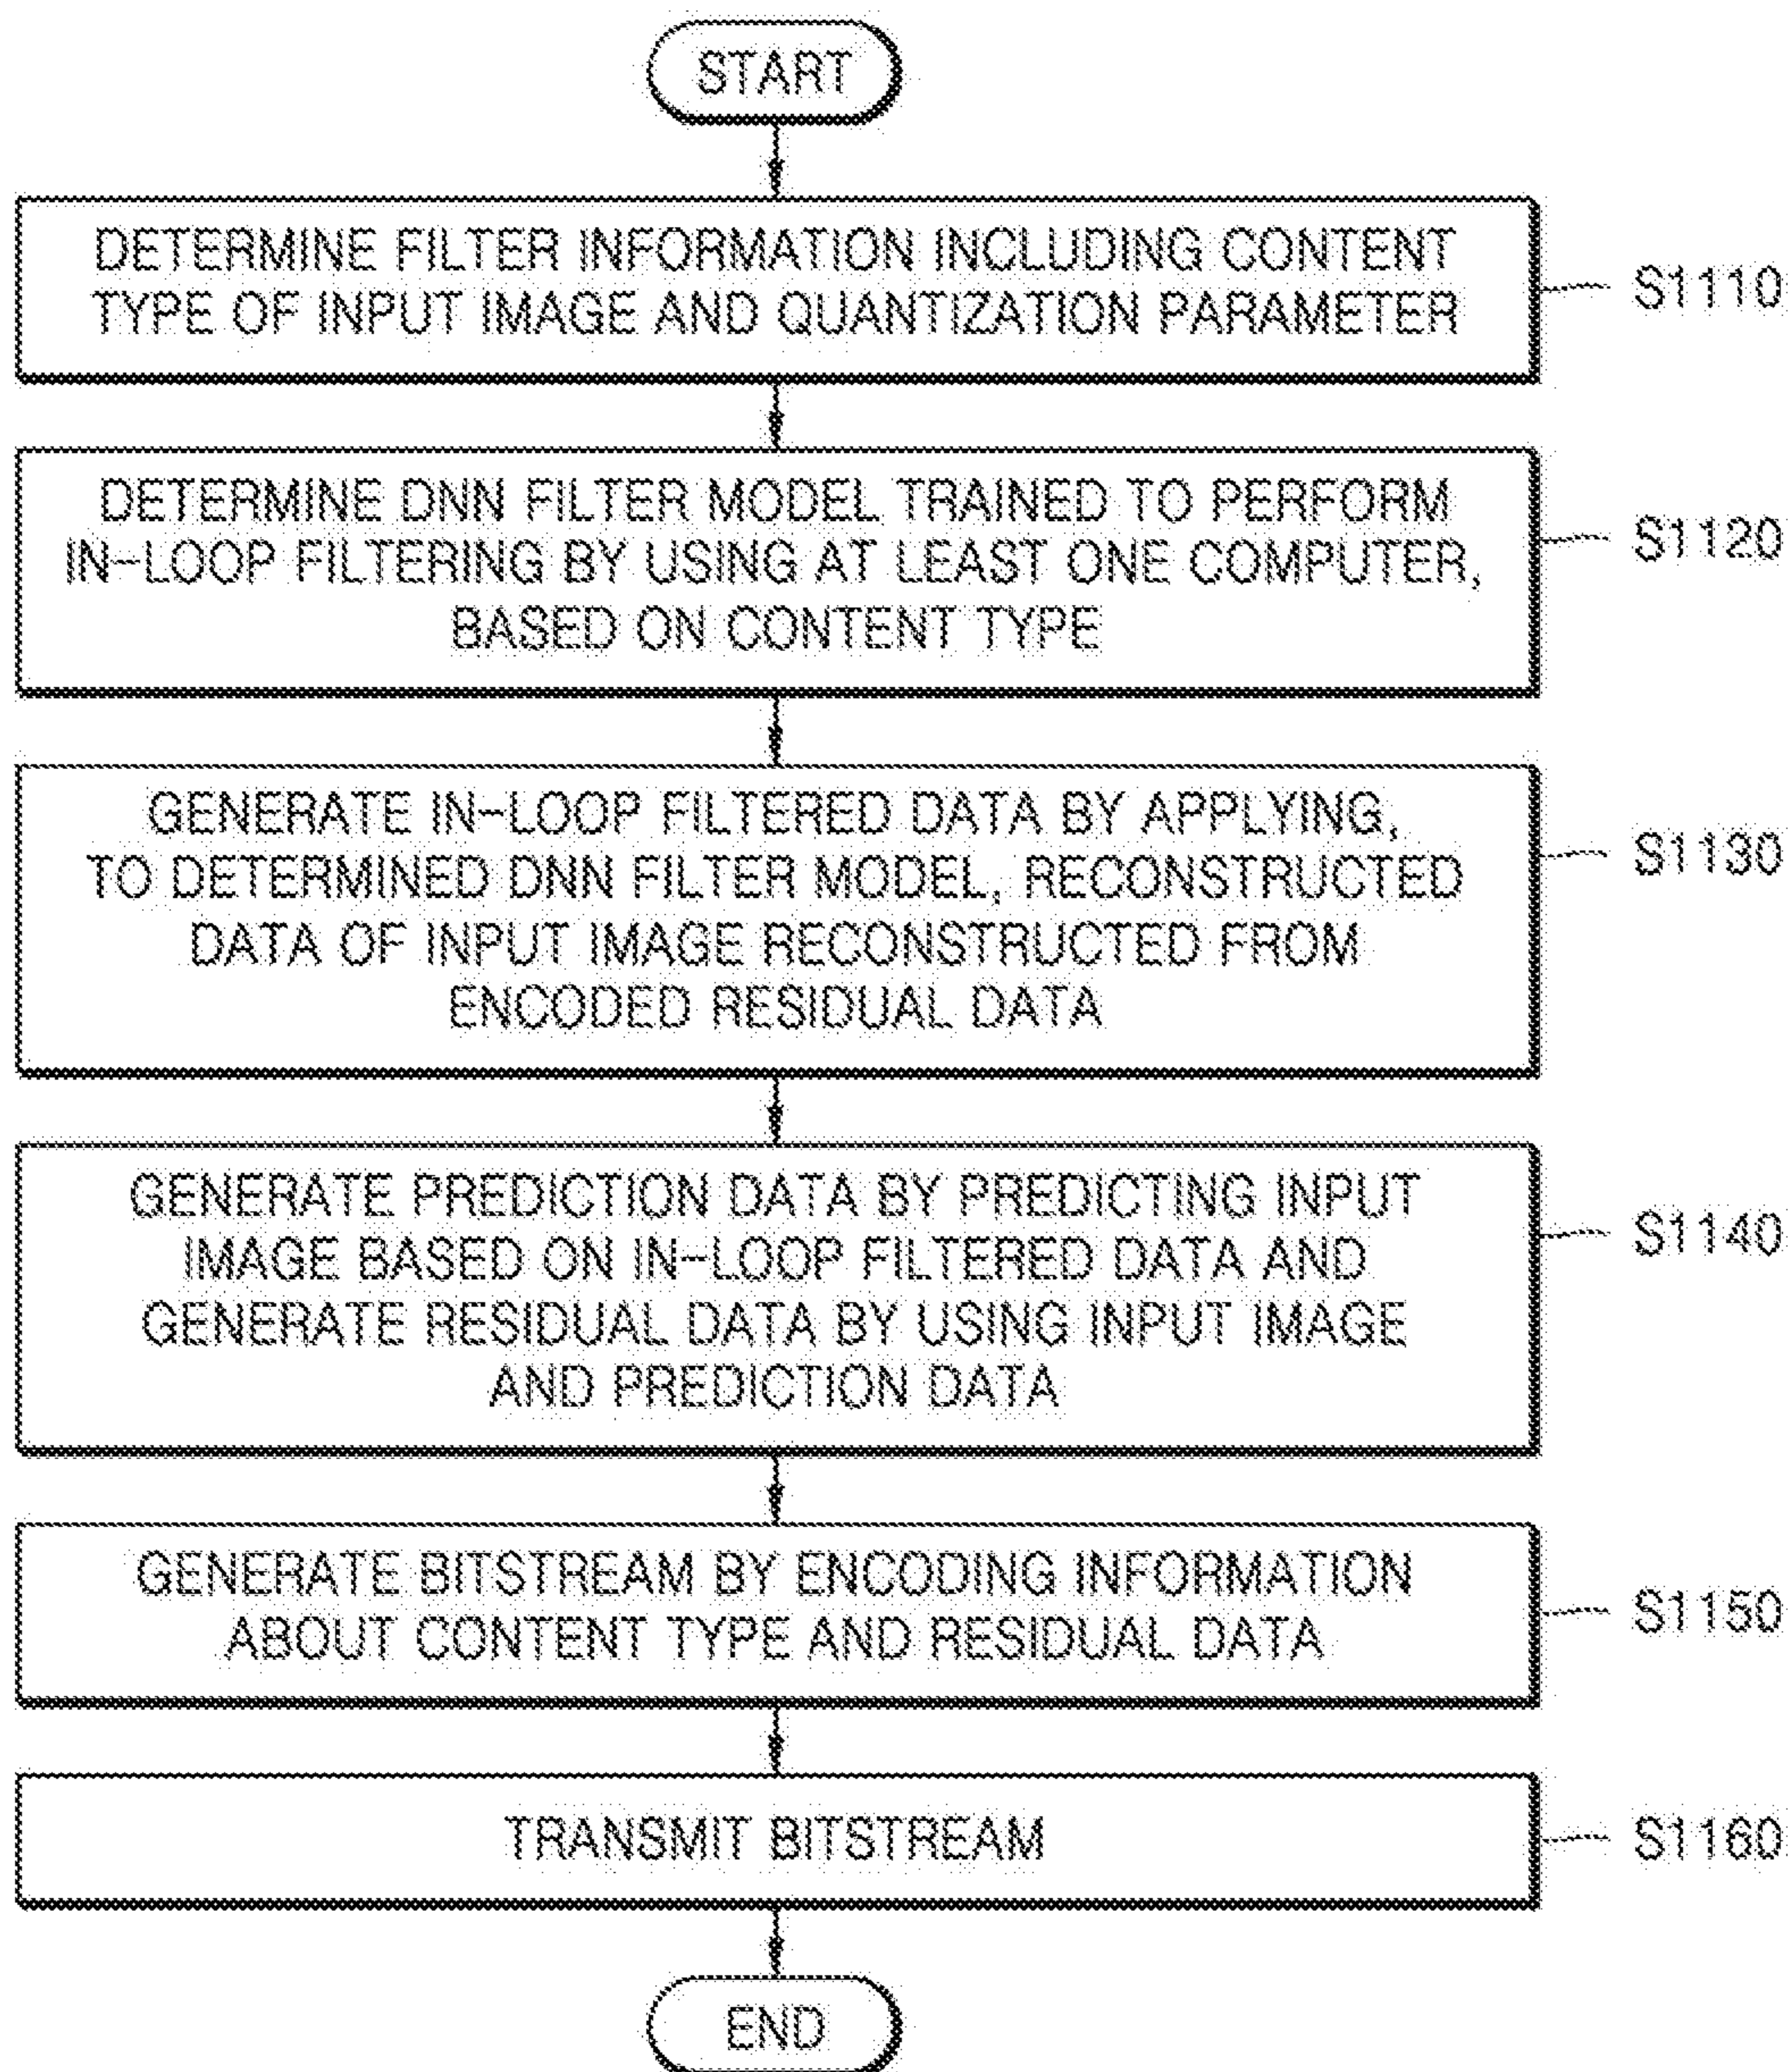 START
DETERMINE FILTER INFORMATION INCLUDING CONTENT
TYPE OF INPUT IMAGE AND QUANTIZATION PARAMETER
S1110
DETERMINE DNN FILTER MODEL TRAINED TO PERFORM
IN-LOOP FILTERING BY USING AT LEAST ONE COMPUTER,
BASED ON CONTENT TYPE
S1120
GENERATE IN-LOOP FILTERED DATA BY APPLYING,
TO DETERMINED DNN FILTER MODEL, RECONSTRUCTED
DATA OF INPUT IMAGE RECONSTRUCTED FROM
ENCODED RESIDUAL DATA
S1130
GENERATE PREDICTION DATA BY PREDICTING INPUT
IMAGE BASED ON IN-LOOP FILTERED DATA AND
GENERATE RESIDUAL DATA BY USING INPUT IMAGE
AND PREDICTION DATA
S1140
GENERATE BITSTREAM BY ENCODING INFORMATION
ABOUT CONTENT TYPE AND RESIDUAL DATA
S1150
TRANSMIT BITSTREAM
S1160
END